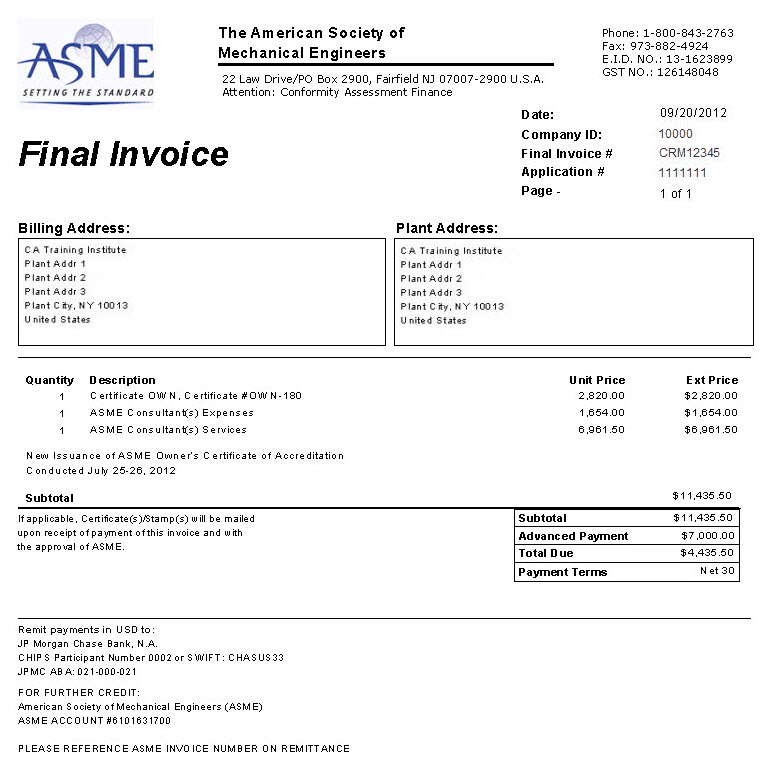 ASME
SETTING THE STANDARD
The American Society of
Mechanical Engineers
22 Law Drive/PO Box 2900, Fairfield NJ 07007-2900 U.S.A.
Attention: Conformity Assessment Finance
Phone: 1-800-843-2763
Fax: 973-882-4924
E.I.D. NO.: 13-1623899
GST NO.: 126148048
Final Invoice
Date: 09/20/2012
Company ID: 10000
Final Invoice # CRM12345
Application # 1111111
Page - 1 of 1
Billing Address:
CA Training Institute
Plant Addr 1
Plant Addr 2
Plant Addr 3
Plant City, NY 10013
United States
Plant Address:
CA Training Institute
Plant Addr 1
Plant Addr 2
Plant Addr 3
Plant City, NY 10013
United States
Quantity Description Unit Price Ext Price
1 Certificate OWN, Certificate #OWN-180 2,820.00 $2,820.00
1 ASME Consultant(s) Expenses 1,654.00 $1,654.00
1 ASME Consultant(s) Services 6,961.50 $6,961.50
New Issuance of ASME Owner's Certificate of Accreditation
Conducted July 25-26, 2012
Subtotal $11,435.50
If applicable, Certificate(s)/Stamp(s) will be mailed
upon receipt of payment of this invoice and with
the approval of ASME.
Subtotal $11,435.50
Advanced Payment $7,000.00
Total Due $4,435.50
Payment Terms Net 30
Remit payments in USD to:
JP Morgan Chase Bank, N.A.
CHIPS Participant Number 0002 or SWIFT: CHASUS33
JPMC ABA: 021-000-021
FOR FURTHER CREDIT:
American Society of Mechanical Engineers (ASME)
ASME ACCOUNT #6101631700
PLEASE REFERENCE ASME INVOICE NUMBER ON REMITTANCE